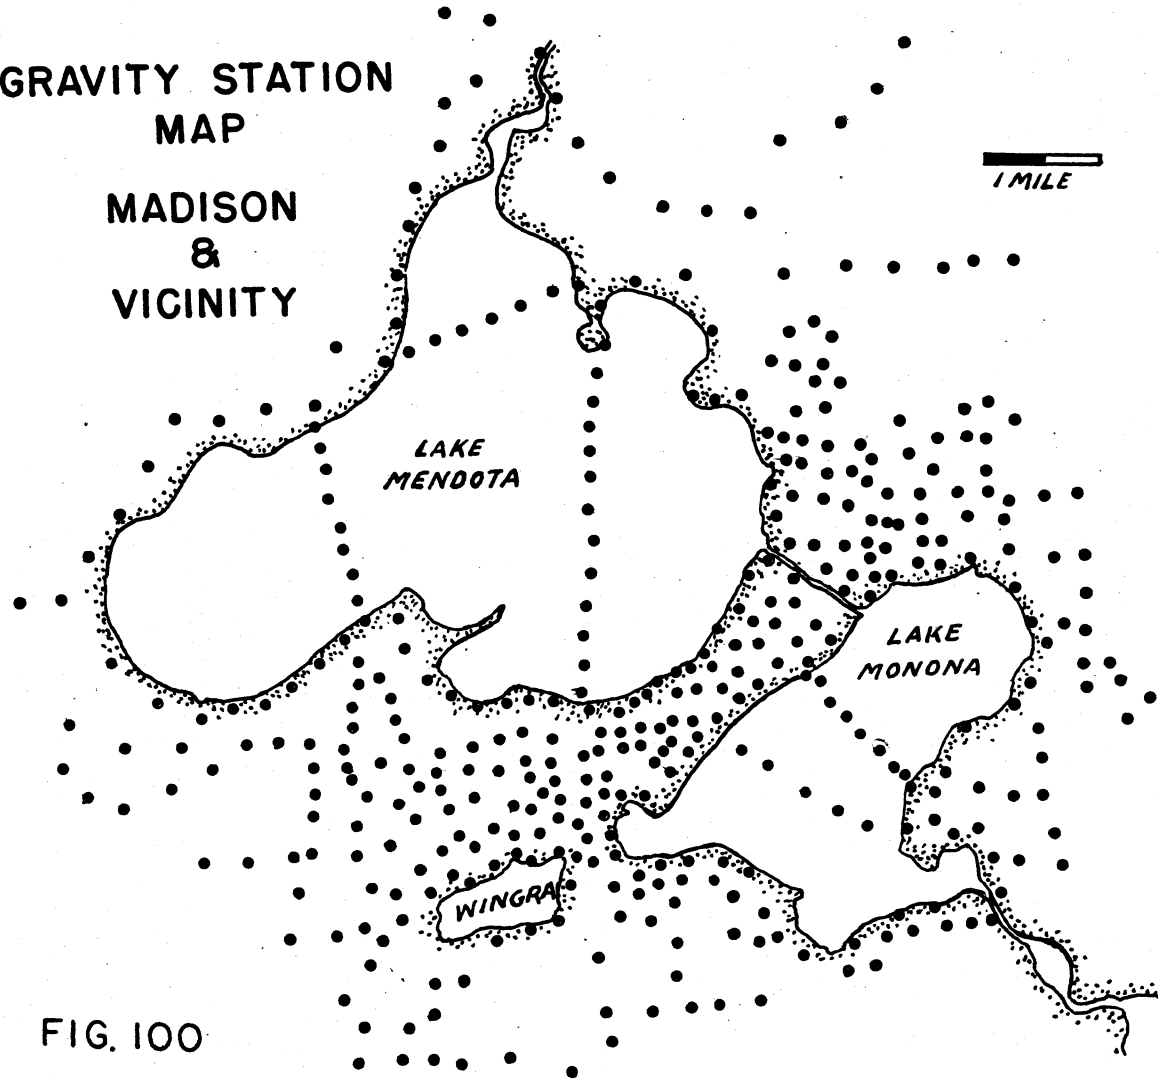 GRAVITY STATION
MAP
MADISON
&
VICINITY
1 MILE
LAKE
MENDOTA
LAKE
MONONA
WINGRA
FIG. 100